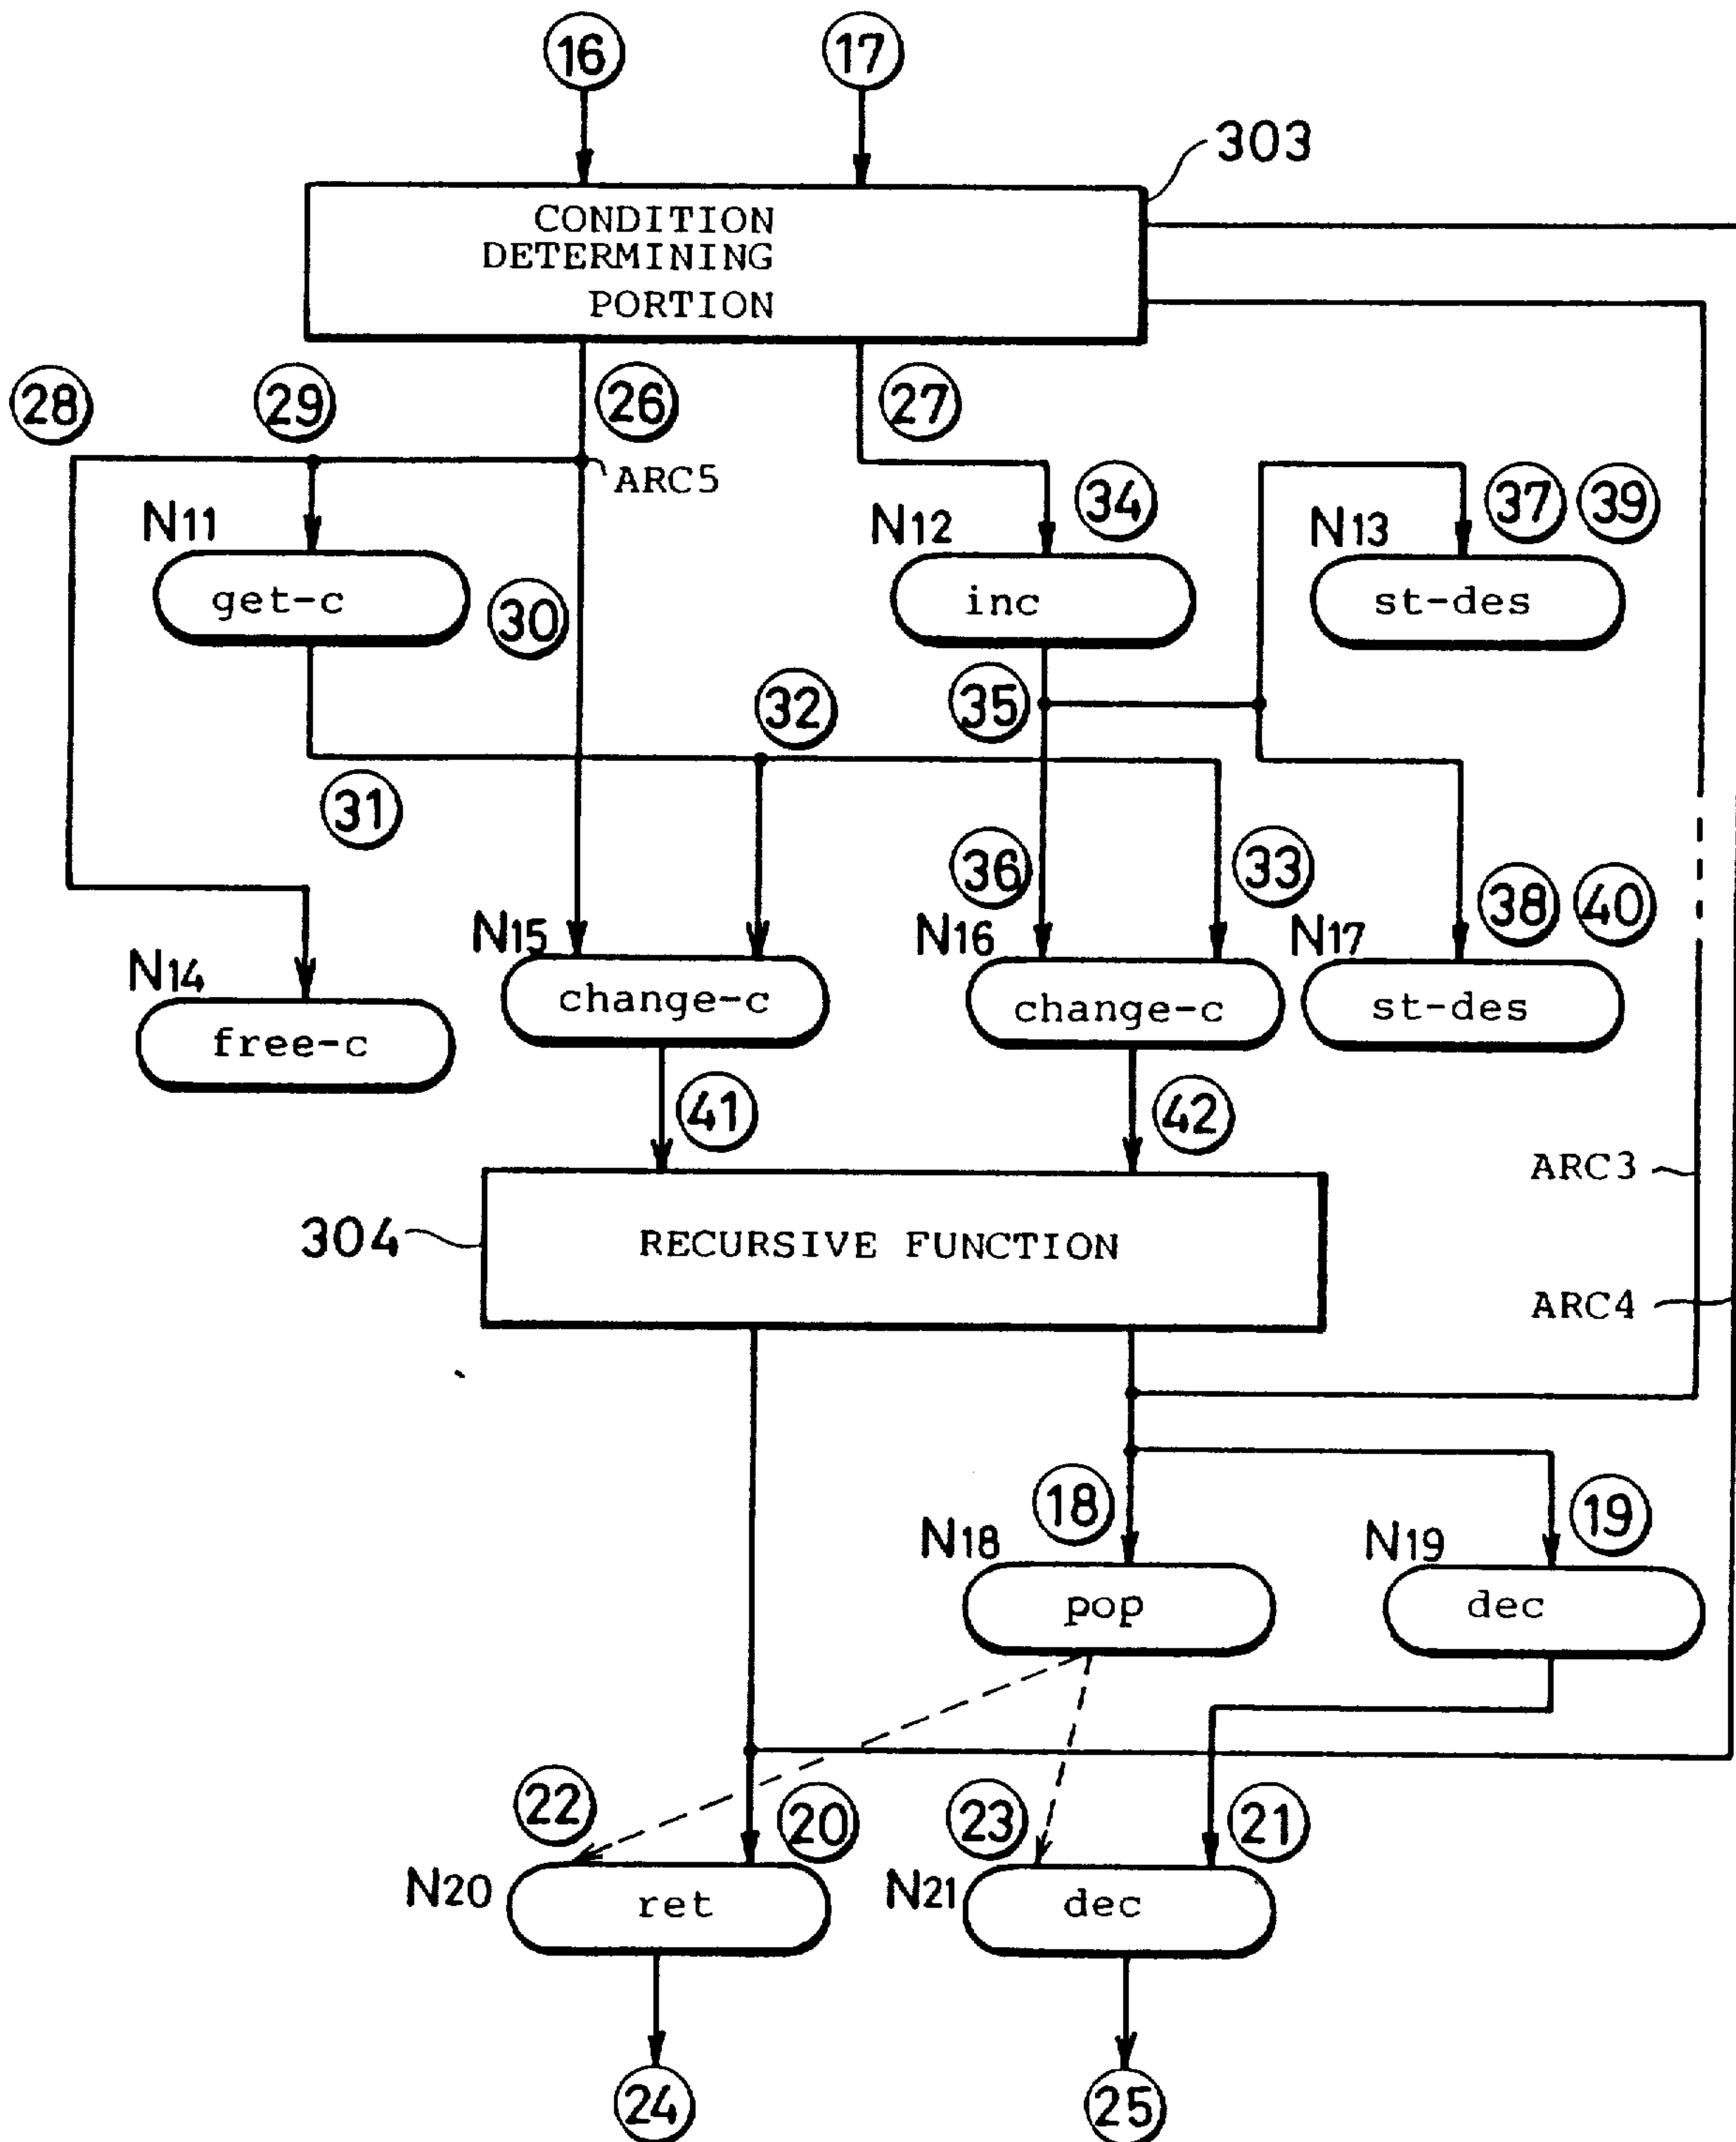 16 17
303
CONDITION
DETERMINING
PORTION
28 29 26 27
ARC5
34 37 39
N11 N12 N13
get-c inc st-des
30
32 35
31
36 33 38 40
N15 N16 N17
N14
change-c change-c st-des
free-c
41 42
ARC3
304 RECURSIVE FUNCTION
ARC4
18 19
N18 N19
pop dec
22 20 23 21
N20 N21
ret dec
24 25